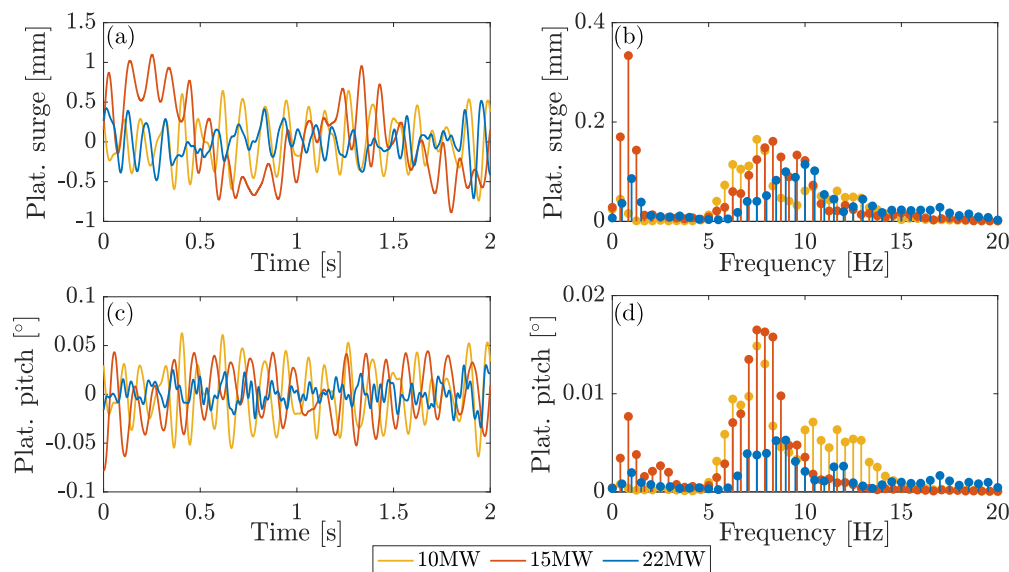 (a)
Plat. surge [mm]
1.5
1
0.5
0
-0.5
-1
0 0.5 1 1.5 2
Time [s]
(b)
Plat. surge [mm]
0.4
0.2
0
0 5 10 15 20
Frequency [Hz]
(c)
Plat. pitch [°]
0.1
0.05
0
-0.05
-0.1
0 0.5 1 1.5 2
Time [s]
(d)
Plat. pitch [°]
0.02
0.01
0
0 5 10 15 20
Frequency [Hz]
10MW 15MW 22MW